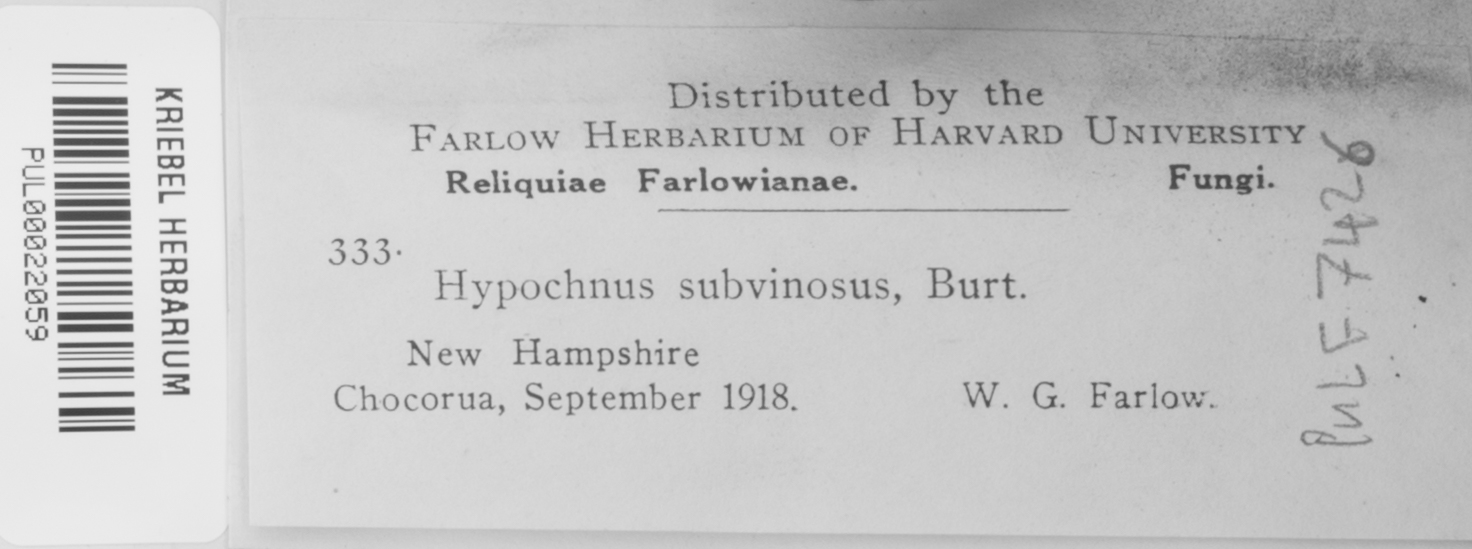 KRIEBEL HERBARIUM
PUL00022059
Distributed by the
FARLOW HERBARIUM OF HARVARD UNIVERSITY
Reliquiae Farlowianae. Fungi.
333.
Hypochnus subvinosus, Burt.
New Hampshire
Chocorua, September 1918. W. G. Farlow.